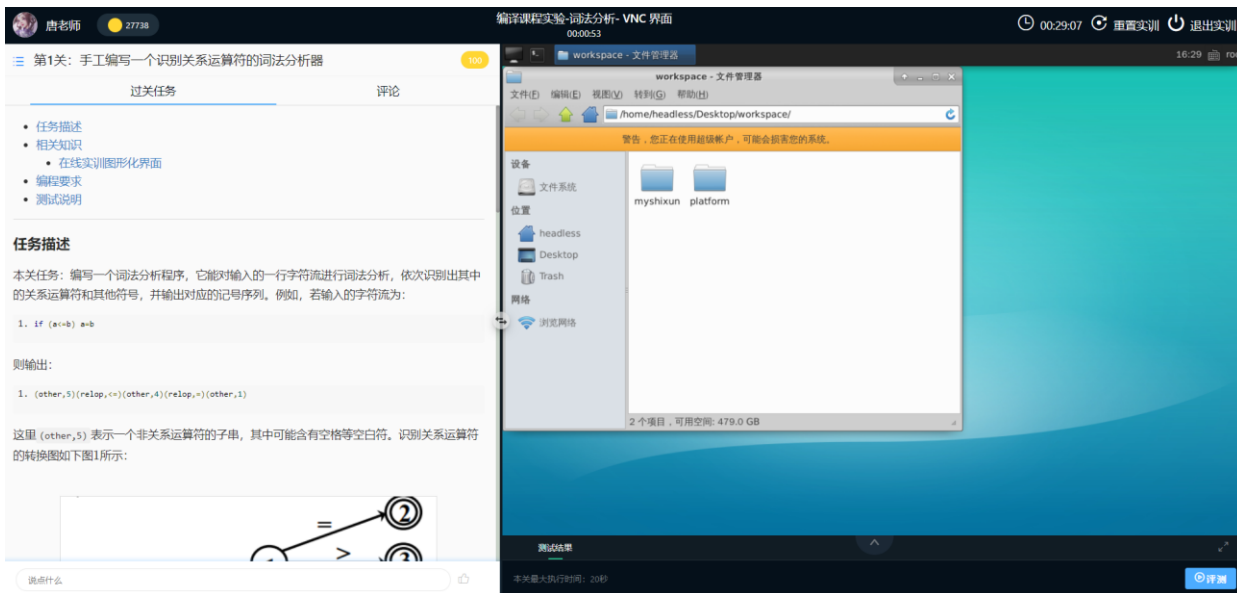 唐老师
27738
编译课程实验-词法分析- VNC 界面
00:00:53
00:29:07
重置实训
退出实训
第1关：手工编写一个识别关系运算符的词法分析器
100
过关任务
评论
任务描述
相关知识
在线实训图形化界面
编程要求
测试说明
任务描述
本关任务：编写一个词法分析程序，它能对输入的一行字符流进行词法分析，依次识别出其中
的关系运算符和其他符号，并输出对应的记号序列。例如，若输入的字符流为：
1. if (a<=b) a=b
则输出：
1. (other,5)(relop,<=)(other,4)(relop,=)(other,1)
这里 (other,5) 表示一个非关系运算符的子串，其中可能含有空格等空白符。识别关系运算符
的转换图如下图1所示：
=
2
>
3
说点什么
workspace - 文件管理器
16:29
workspace - 文件管理器
文件(F) 编辑(E) 视图(V) 转到(G) 帮助(H)
/home/headless/Desktop/workspace/
警告，您正在使用超级帐户，可能会损害您的系统。
设备
文件系统
位置
headless
Desktop
Trash
网络
浏览网络
myshixun platform
2 个项目，可用空间: 479.0 GB
测试结果
本关最大执行时间：20秒
评测